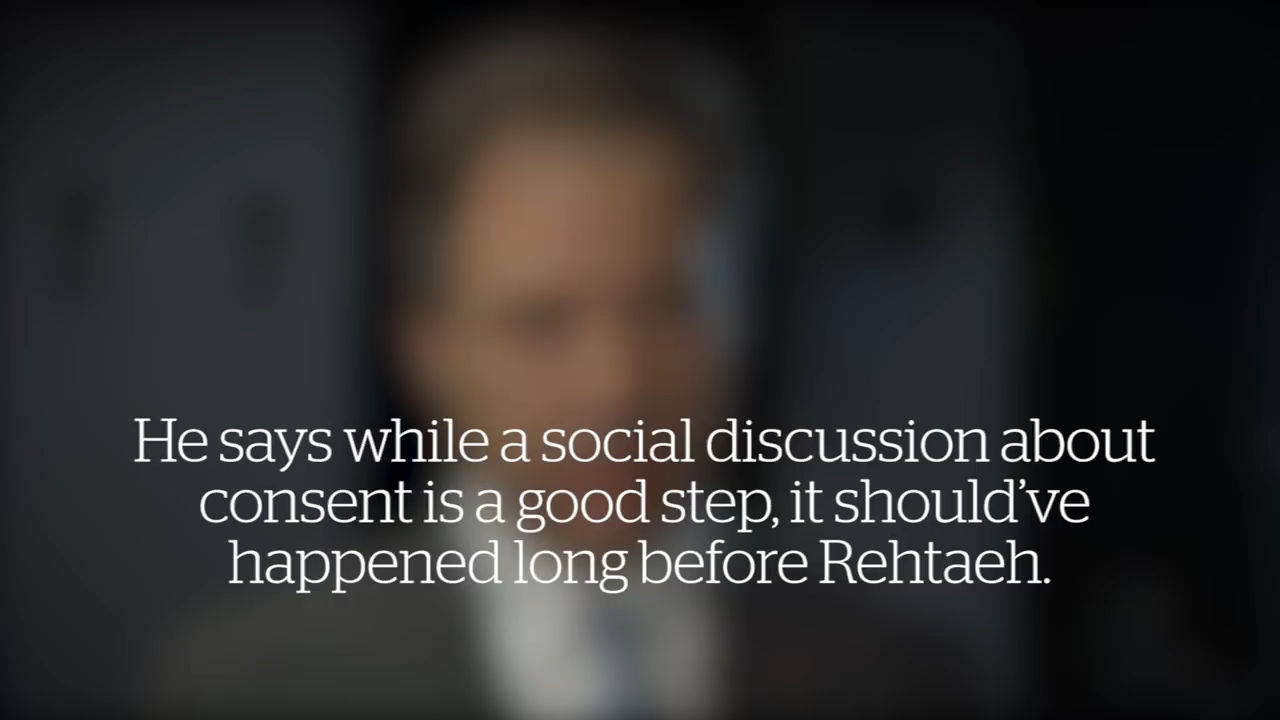 He says while a social discussion about
consent is a good step, it should’ve
happened long before Rehtaeh.